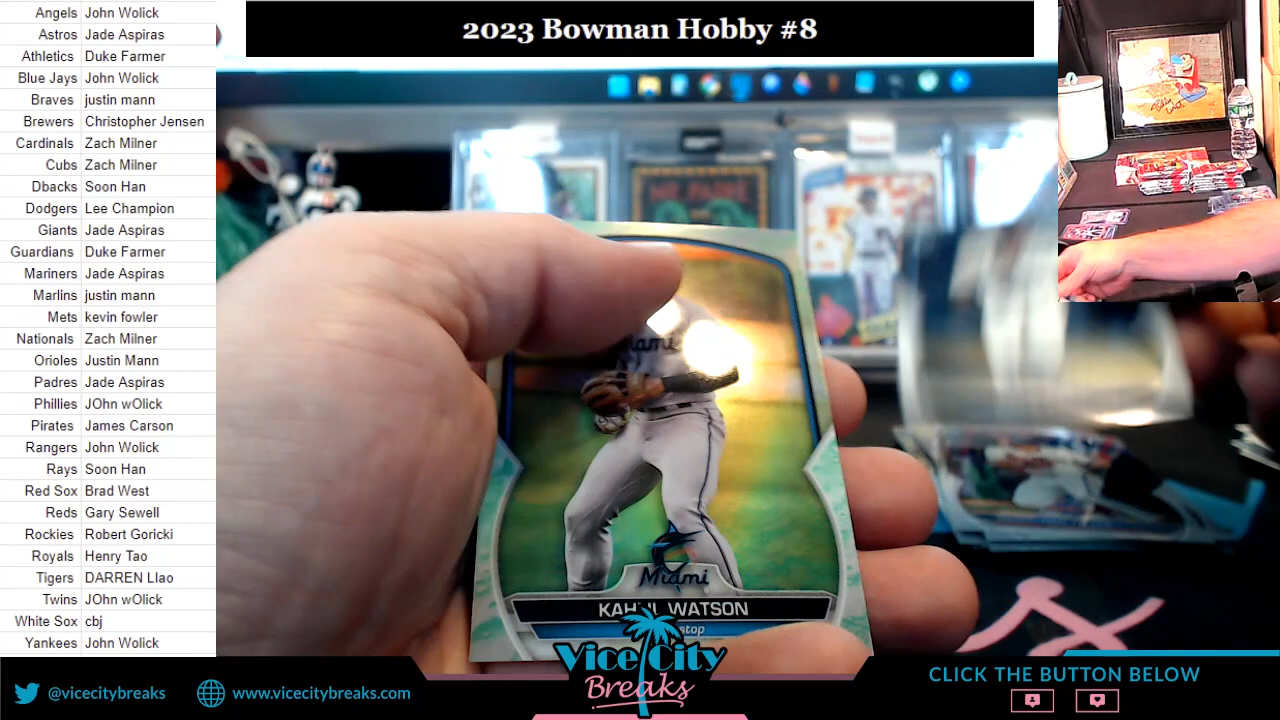 2023 Bowman Hobby #8
Angels John Wolick
Astros Jade Aspiras
Athletics Duke Farmer
Blue Jays John Wolick
Braves justin mann
Brewers Christopher Jensen
Cardinals Zach Milner
Cubs Zach Milner
Dbacks Soon Han
Dodgers Lee Champion
Giants Jade Aspiras
Guardians Duke Farmer
Mariners Jade Aspiras
Marlins justin mann
Mets kevin fowler
Nationals Zach Milner
Orioles Justin Mann
Padres Jade Aspiras
Phillies JOhn wOlick
Pirates James Carson
Rangers John Wolick
Rays Soon Han
Red Sox Brad West
Reds Gary Sewell
Rockies Robert Goricki
Royals Henry Tao
Tigers DARREN LIao
Twins JOhn wOlick
White Sox cbj
Yankees John Wolick
Miami
WATSON
Vice City
Breaks
@vicecitybreaks
www.vicecitybreaks.com
CLICK THE BUTTON BELOW